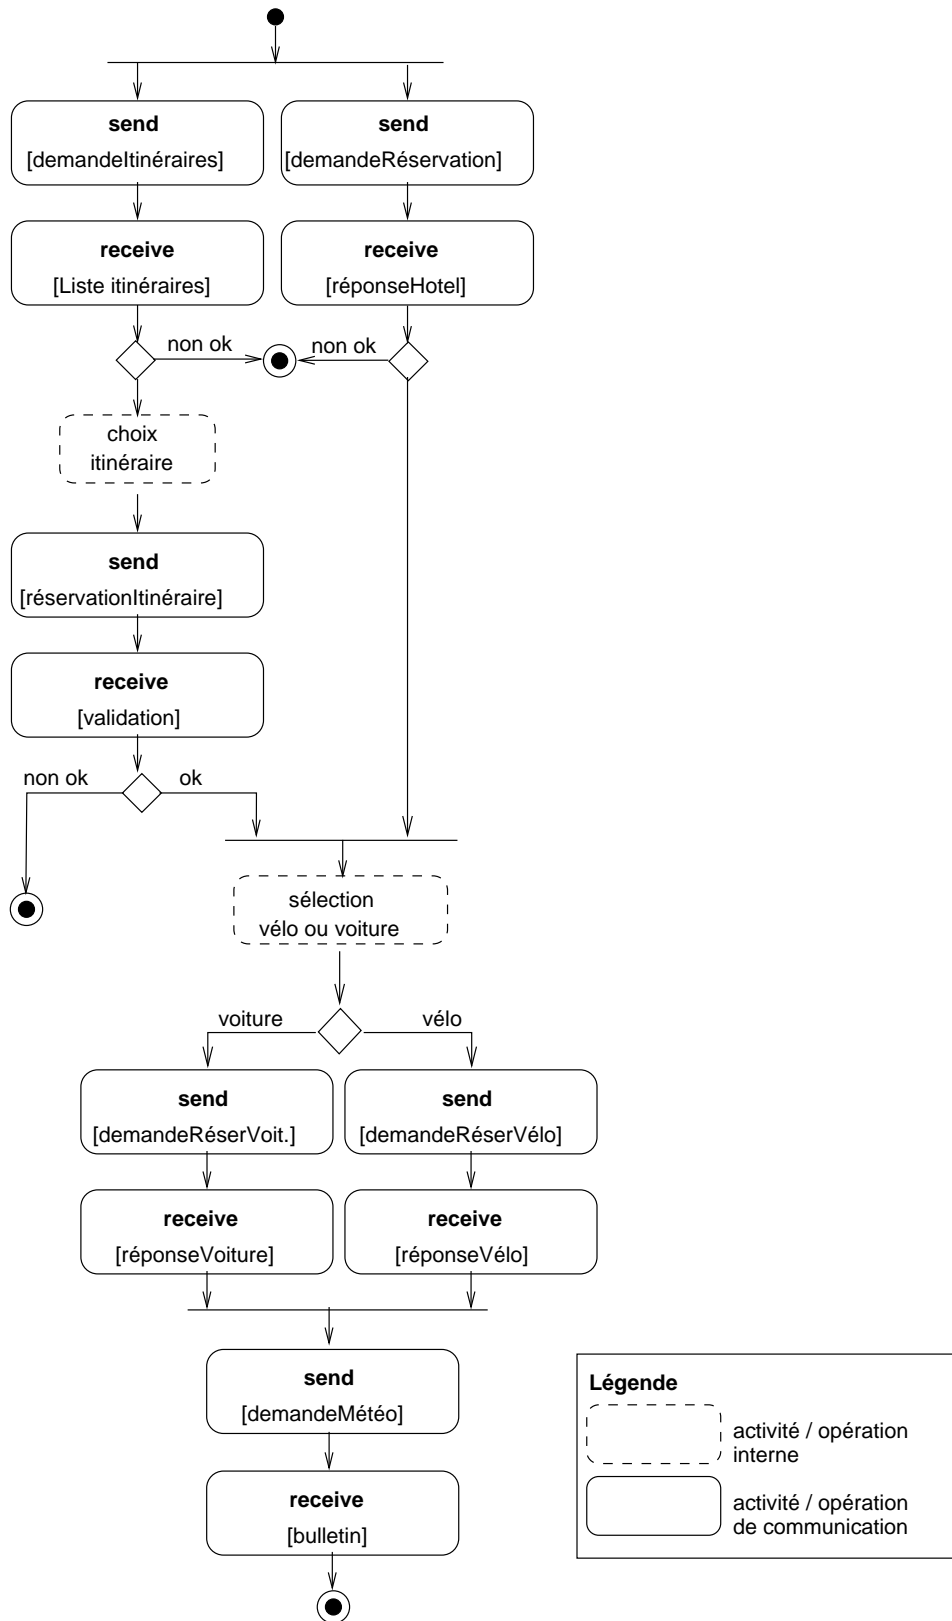 send
[demandeItinéraires]
send
[demandeRéservation]
receive
[Liste itinéraires]
receive
[réponseHotel]
non ok
non ok
choix
itinéraire
send
[réservationItinéraire]
receive
[validation]
non ok
ok
sélection
vélo ou voiture
voiture
vélo
send
[demandeRéserVoit.]
send
[demandeRéserVélo]
receive
[réponseVoiture]
receive
[réponseVélo]
send
[demandeMétéo]
receive
[bulletin]
Légende
activité / opération
interne
activité / opération
de communication